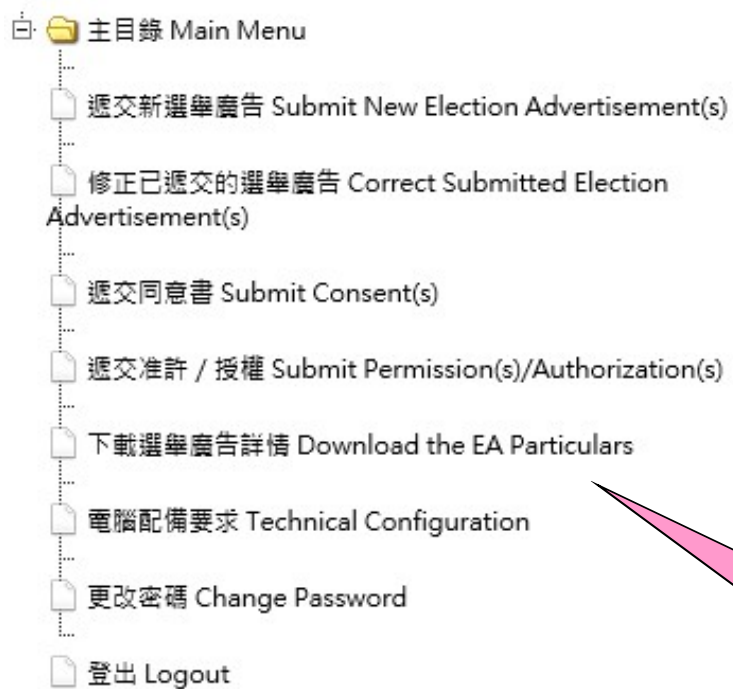 主目錄 Main Menu
遞交新選舉廣告 Submit New Election Advertisement(s)
修正已遞交的選舉廣告 Correct Submitted Election
Advertisement(s)
遞交同意書 Submit Consent(s)
遞交准許 / 授權 Submit Permission(s)/Authorization(s)
下載選舉廣告詳情 Download the EA Particulars
電腦配備要求 Technical Configuration
更改密碼 Change Password
登出 Logout